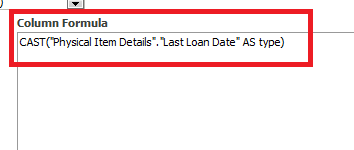 Column Formula
CAST("Physical Item Details"."Last Loan Date" AS type)